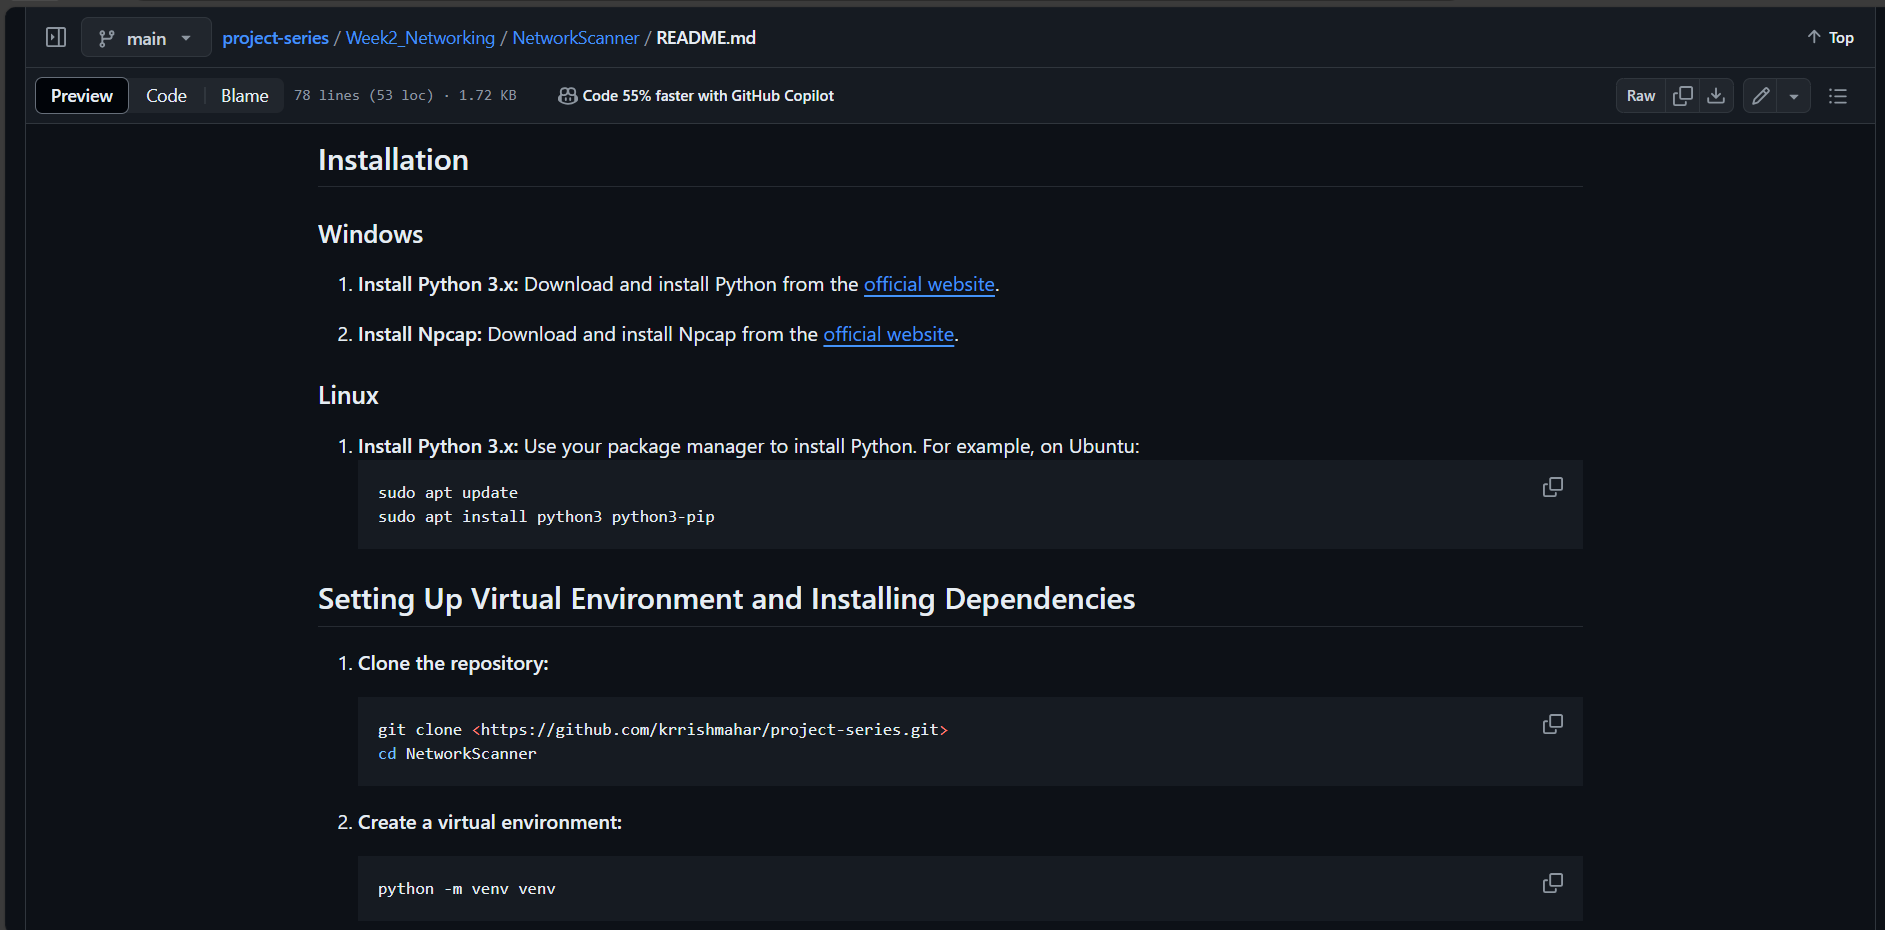 main
project-series / Week2_Networking / NetworkScanner / README.md
Top
Preview Code Blame 78 lines (53 loc) · 1.72 KB Code 55% faster with GitHub Copilot Raw
Installation
Windows
1. Install Python 3.x: Download and install Python from the official website.
2. Install Npcap: Download and install Npcap from the official website.
Linux
1. Install Python 3.x: Use your package manager to install Python. For example, on Ubuntu:
sudo apt update
sudo apt install python3 python3-pip
Setting Up Virtual Environment and Installing Dependencies
1. Clone the repository:
git clone <https://github.com/krrishmahar/project-series.git>
cd NetworkScanner
2. Create a virtual environment:
python -m venv venv